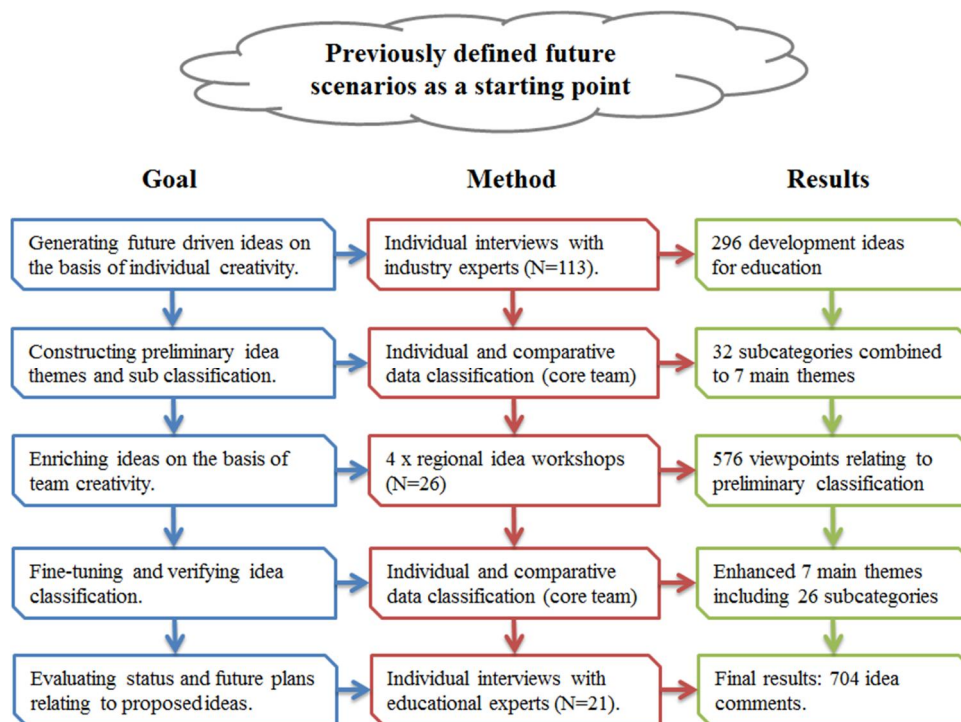 Previously defined future
scenarios as a starting point
Goal
Method
Results
Generating future driven ideas on
the basis of individual creativity.
Individual interviews with
industry experts (N=113).
296 development ideas
for education
Constructing preliminary idea
themes and sub classification.
Individual and comparative
data classification (core team)
32 subcategories combined
to 7 main themes
Enriching ideas on the basis of
team creativity.
4 x regional idea workshops
(N=26)
576 viewpoints relating to
preliminary classification
Fine-tuning and verifying idea
classification.
Individual and comparative
data classification (core team)
Enhanced 7 main themes
including 26 subcategories
Evaluating status and future plans
relating to proposed ideas.
Individual interviews with
educational experts (N=21).
Final results: 704 idea
comments.